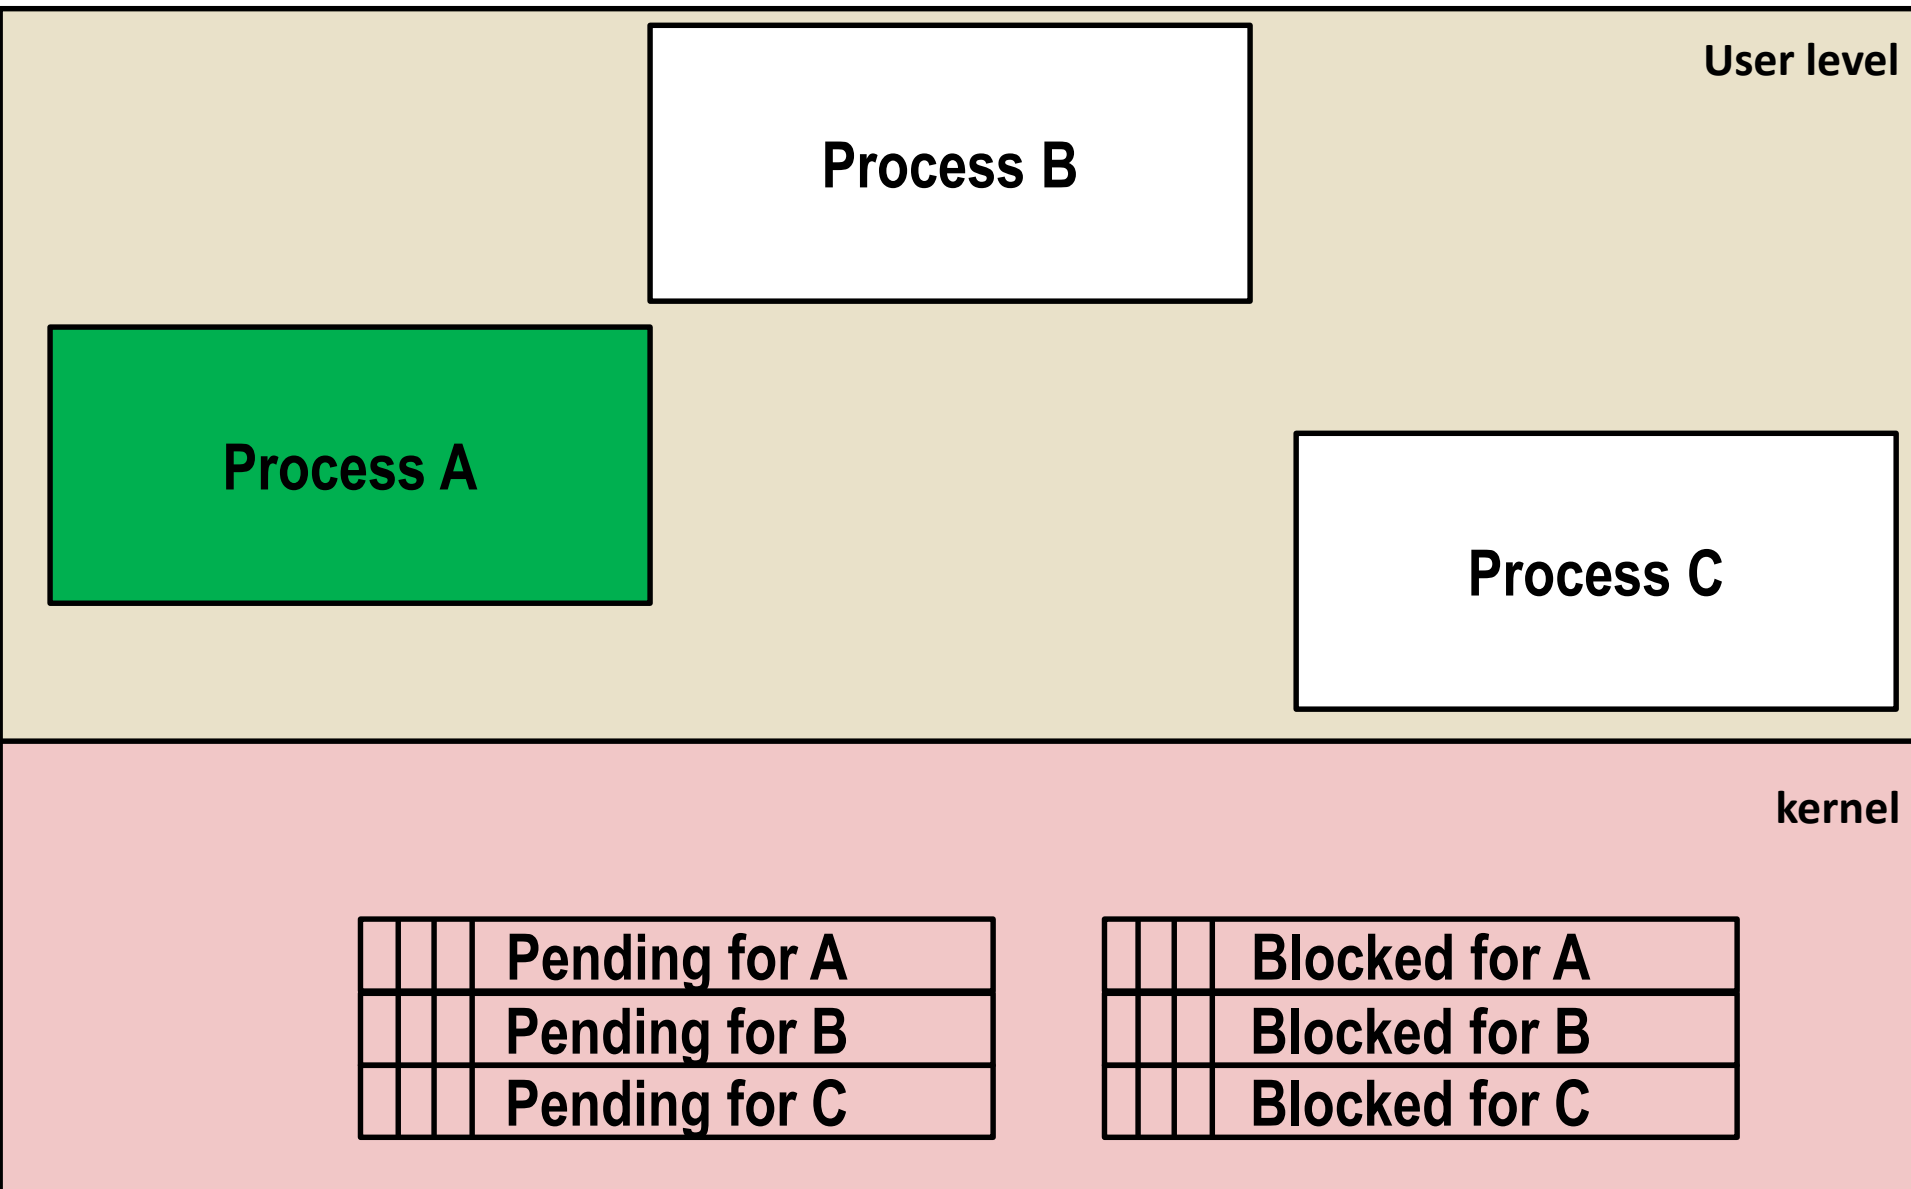 User level
Process B
Process A
Process C
kernel
Pending for A
Pending for B
Pending for C
Blocked for A
Blocked for B
Blocked for C